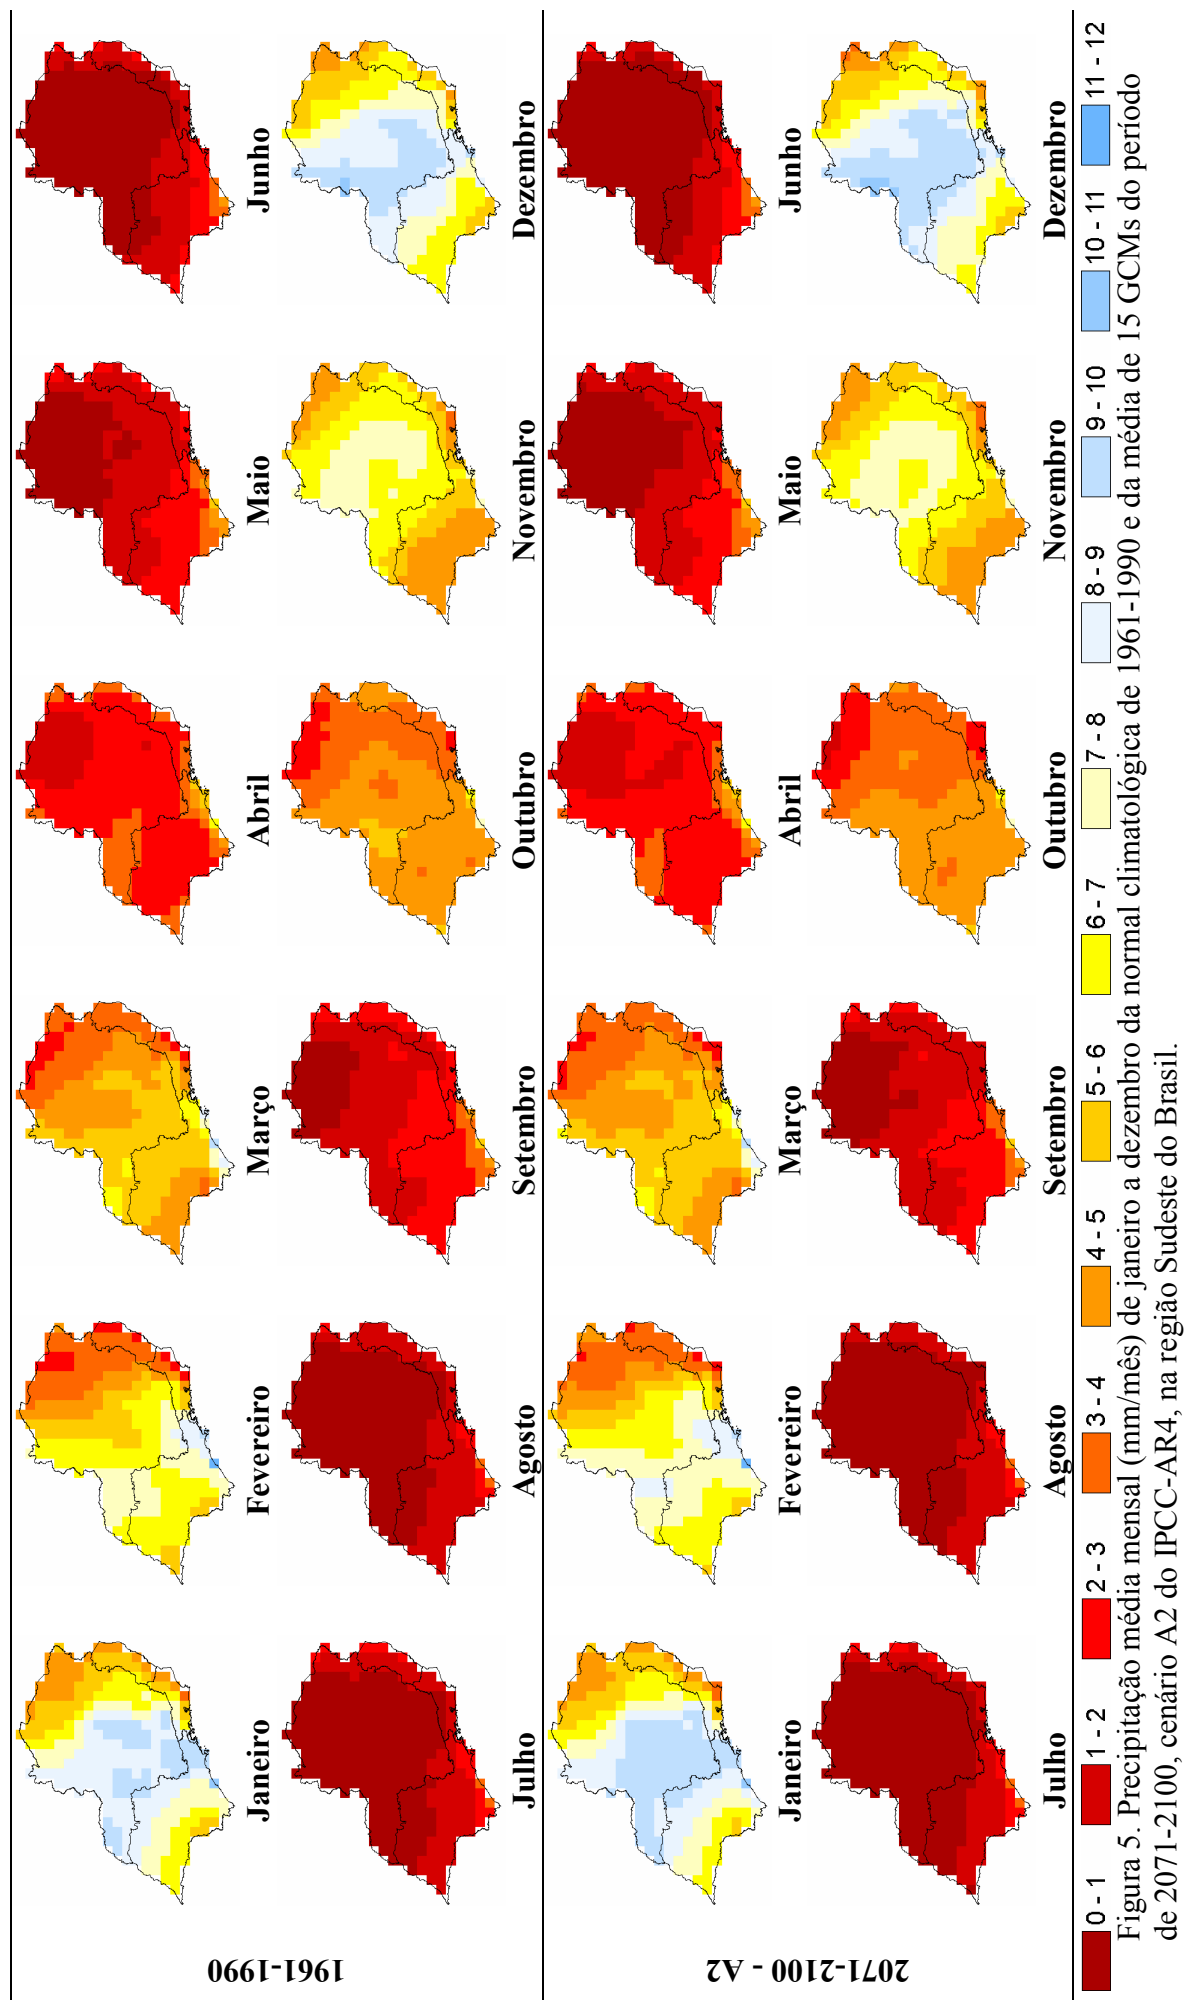 1961-1990
Janeiro Fevereiro Março Abril Maio Junho
Julho Agosto Setembro Outubro Novembro Dezembro
2071-2100 - A2
Janeiro Fevereiro Março Abril Maio Junho
Julho Agosto Setembro Outubro Novembro Dezembro
0 - 1 1 - 2 2 - 3 3 - 4 4 - 5 5 - 6 6 - 7 7 - 8 8 - 9 9 - 10 10 - 11 11 - 12
Figura 5. Precipitação média mensal (mm/mês) de janeiro a dezembro da normal climatológica de 1961-1990 e da média de 15 GCMs do período
de 2071-2100, cenário A2 do IPCC-AR4, na região Sudeste do Brasil.